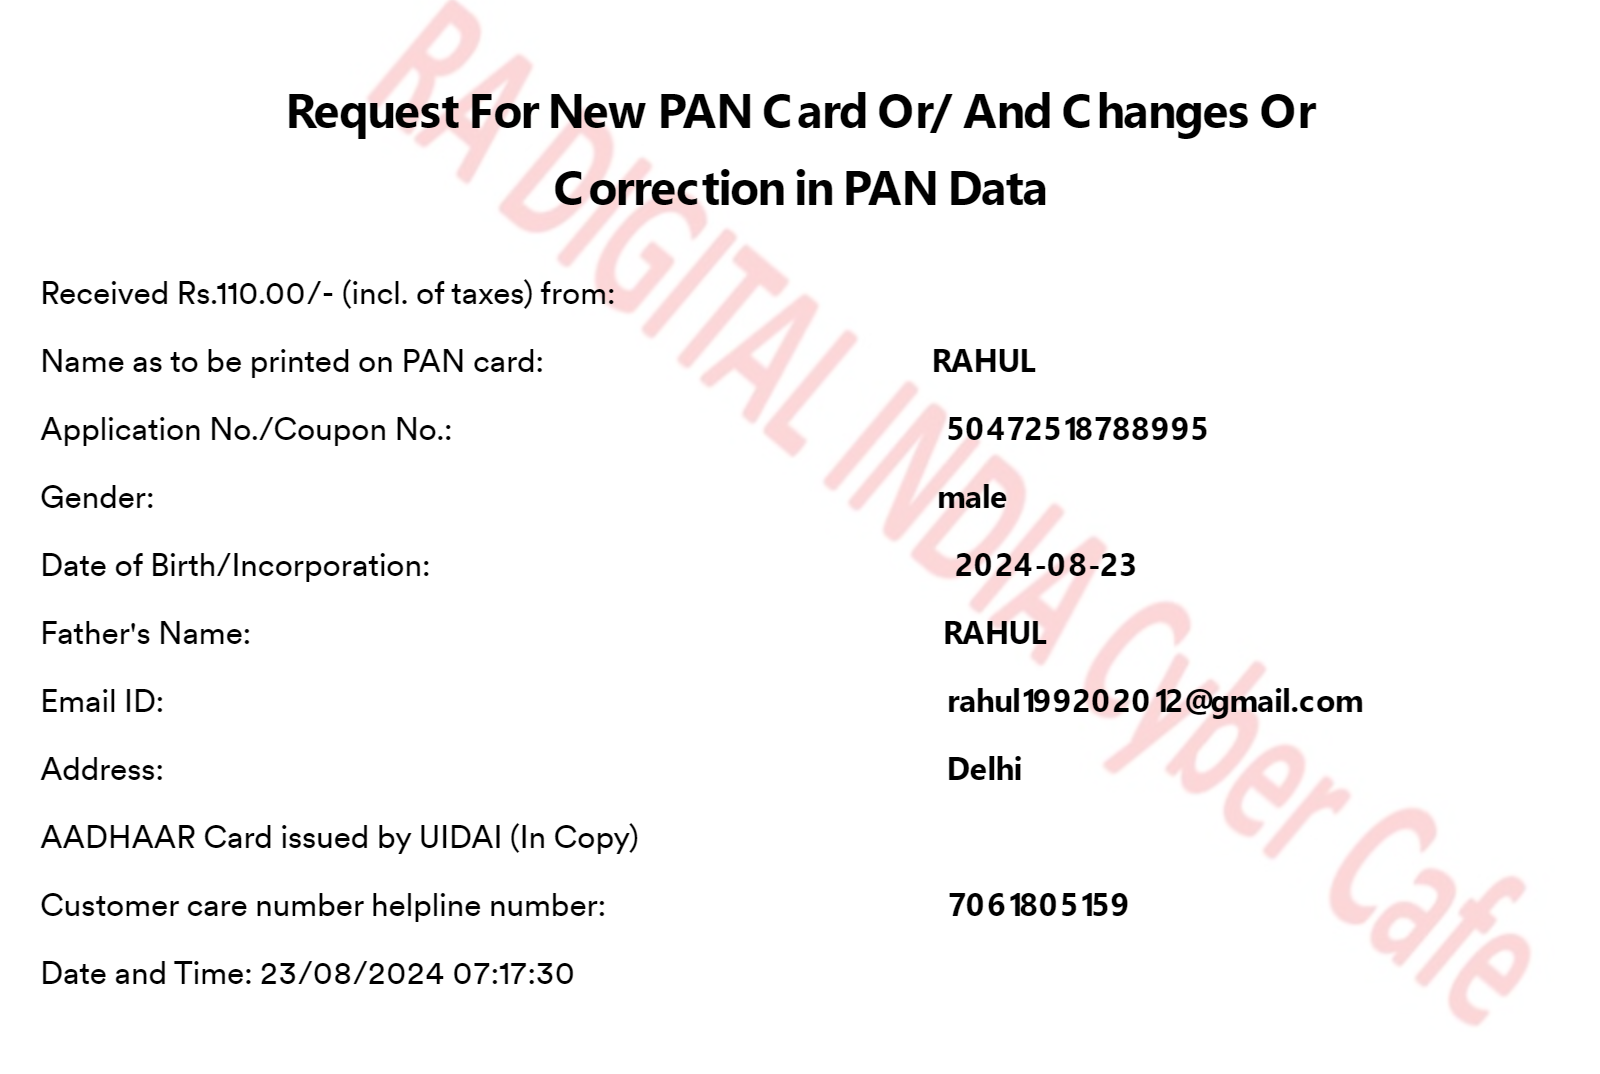 Request For New PAN Card Or/ And Changes Or
Correction in PAN Data
Received Rs.110.00/- (incl. of taxes) from:
Name as to be printed on PAN card: RAHUL
Application No./Coupon No.: 50472518788995
Gender: male
Date of Birth/Incorporation: 2024-08-23
Father's Name: RAHUL
Email ID: rahul199202012@gmail.com
Address: Delhi
AADHAAR Card issued by UIDAI (In Copy)
Customer care number helpline number: 7061805159
Date and Time: 23/08/2024 07:17:30
RA DIGITAL INDIA Cyber Cafe